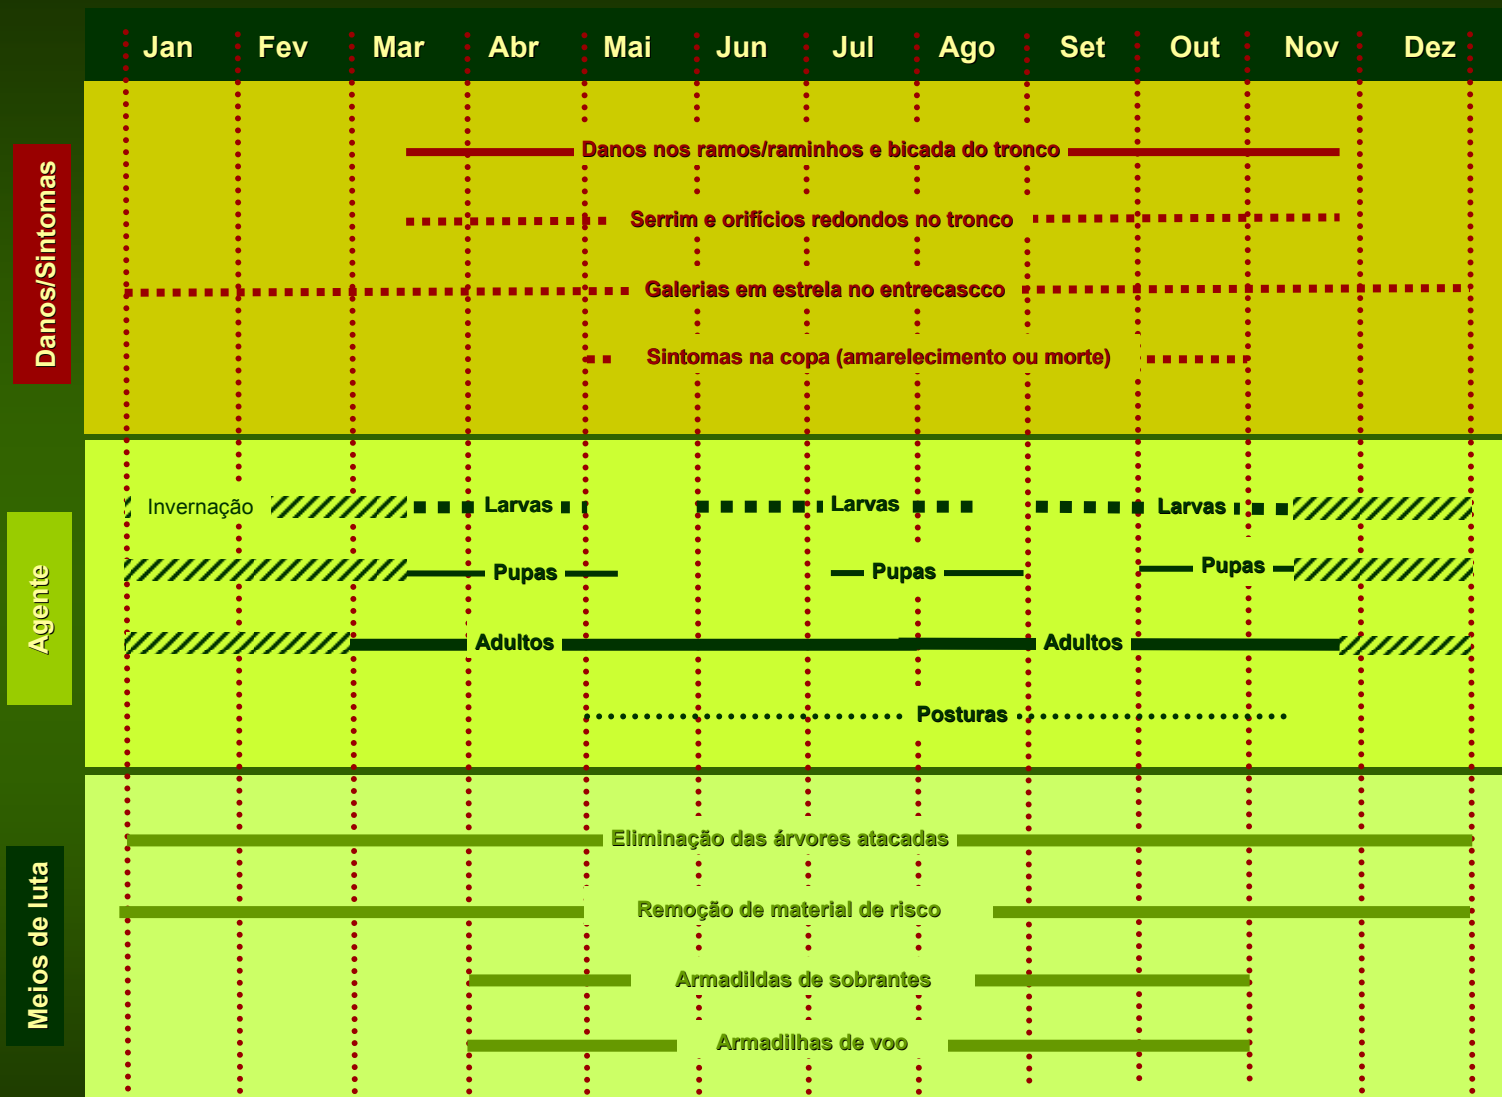 Jan Fev Mar Abr Mai Jun Jul Ago Set Out Nov Dez
Danos/Sintomas
Danos nos ramos/raminhos e bicada do tronco
Serrim e orifícios redondos no tronco
Galerias em estrela no entrecascco
Sintomas na copa (amarelecimento ou morte)
Agente
Invernação Larvas Larvas Larvas
Pupas Pupas Pupas
Adultos Adultos
Posturas
Meios de luta
Eliminação das árvores atacadas
Remoção de material de risco
Armadildas de sobrantes
Armadilhas de voo